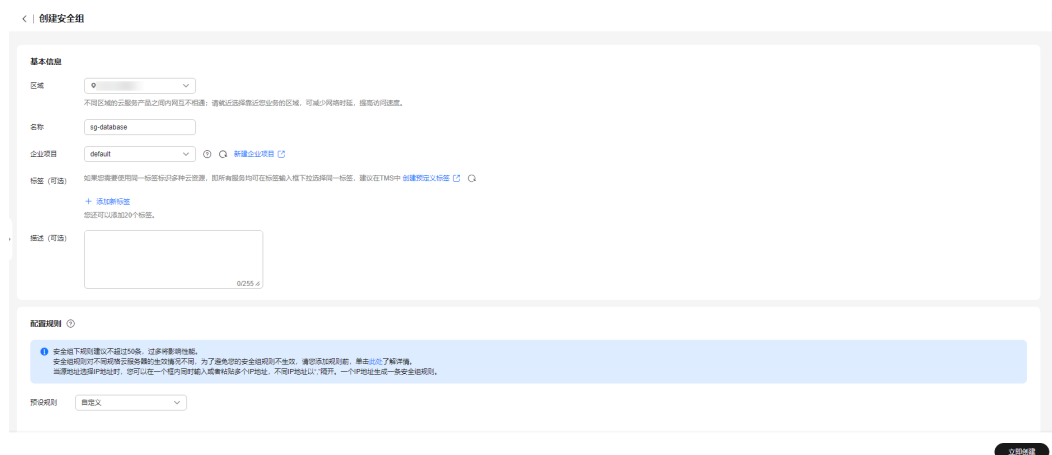 创建安全组
基本信息
区域
不同区域的云服务产品之间内网互不相通；请就近选择靠近您业务的区域，可减少网络时延，提高访问速度。
名称 sg-database
企业项目 default 新建企业项目
标签（可选） 如果您需要使用同一标签标识多种云资源，即所有服务均可在标签输入框下拉选择同一标签，建议在TMS中 创建预定义标签
+ 添加新标签
您还可以添加20个标签。
描述（可选）
0/255
配置规则
安全组下规则建议不超过50条，过多将影响性能。
安全组规则对不同规格云服务器的生效情况不同，为了避免您的安全组规则不生效，请您添加规则前，单击此处了解详情。
当源地址选择IP地址时，您可以在一个框内同时输入或者粘贴多个IP地址，不同IP地址以","隔开。一个IP地址生成一条安全组规则。
预设规则 自定义
立即创建